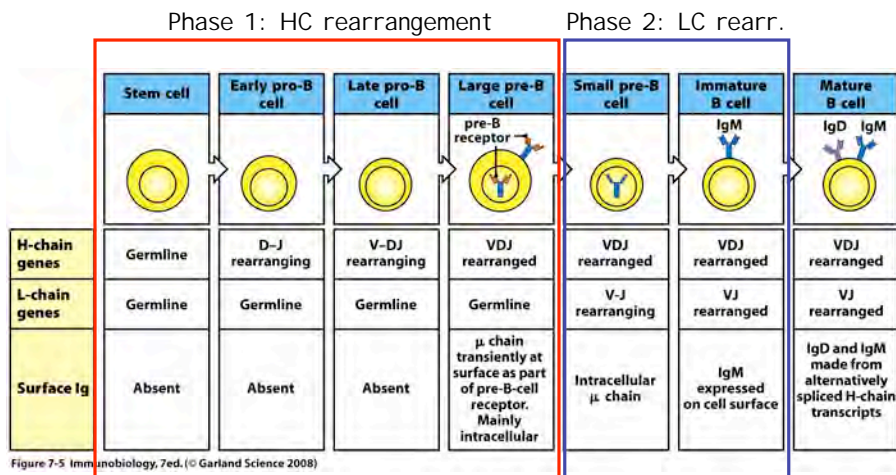 Phase 1: HC rearrangement
Phase 2: LC rearr.
Stem cell
Early pro-B
cell
Late pro-B
cell
Large pre-B
cell
Small pre-B
cell
Immature
B cell
Mature
B cell
pre-B
receptor
IgM
IgD
IgM
H-chain
genes
Germline
D–J
rearranging
V–DJ
rearranging
VDJ
rearranged
VDJ
rearranged
VDJ
rearranged
VDJ
rearranged
L-chain
genes
Germline
Germline
Germline
Germline
V-J
rearranging
VJ
rearranged
VJ
rearranged
Surface Ig
Absent
Absent
Absent
μ chain
transiently at
surface as part
of pre-B-cell
receptor.
Mainly
intracellular
Intracellular
μ chain
IgM
expressed
on cell surface
IgD and IgM
made from
alternatively
spliced H-chain
transcripts
Figure 7-5 Immunobiology, 7ed. (© Garland Science 2008)